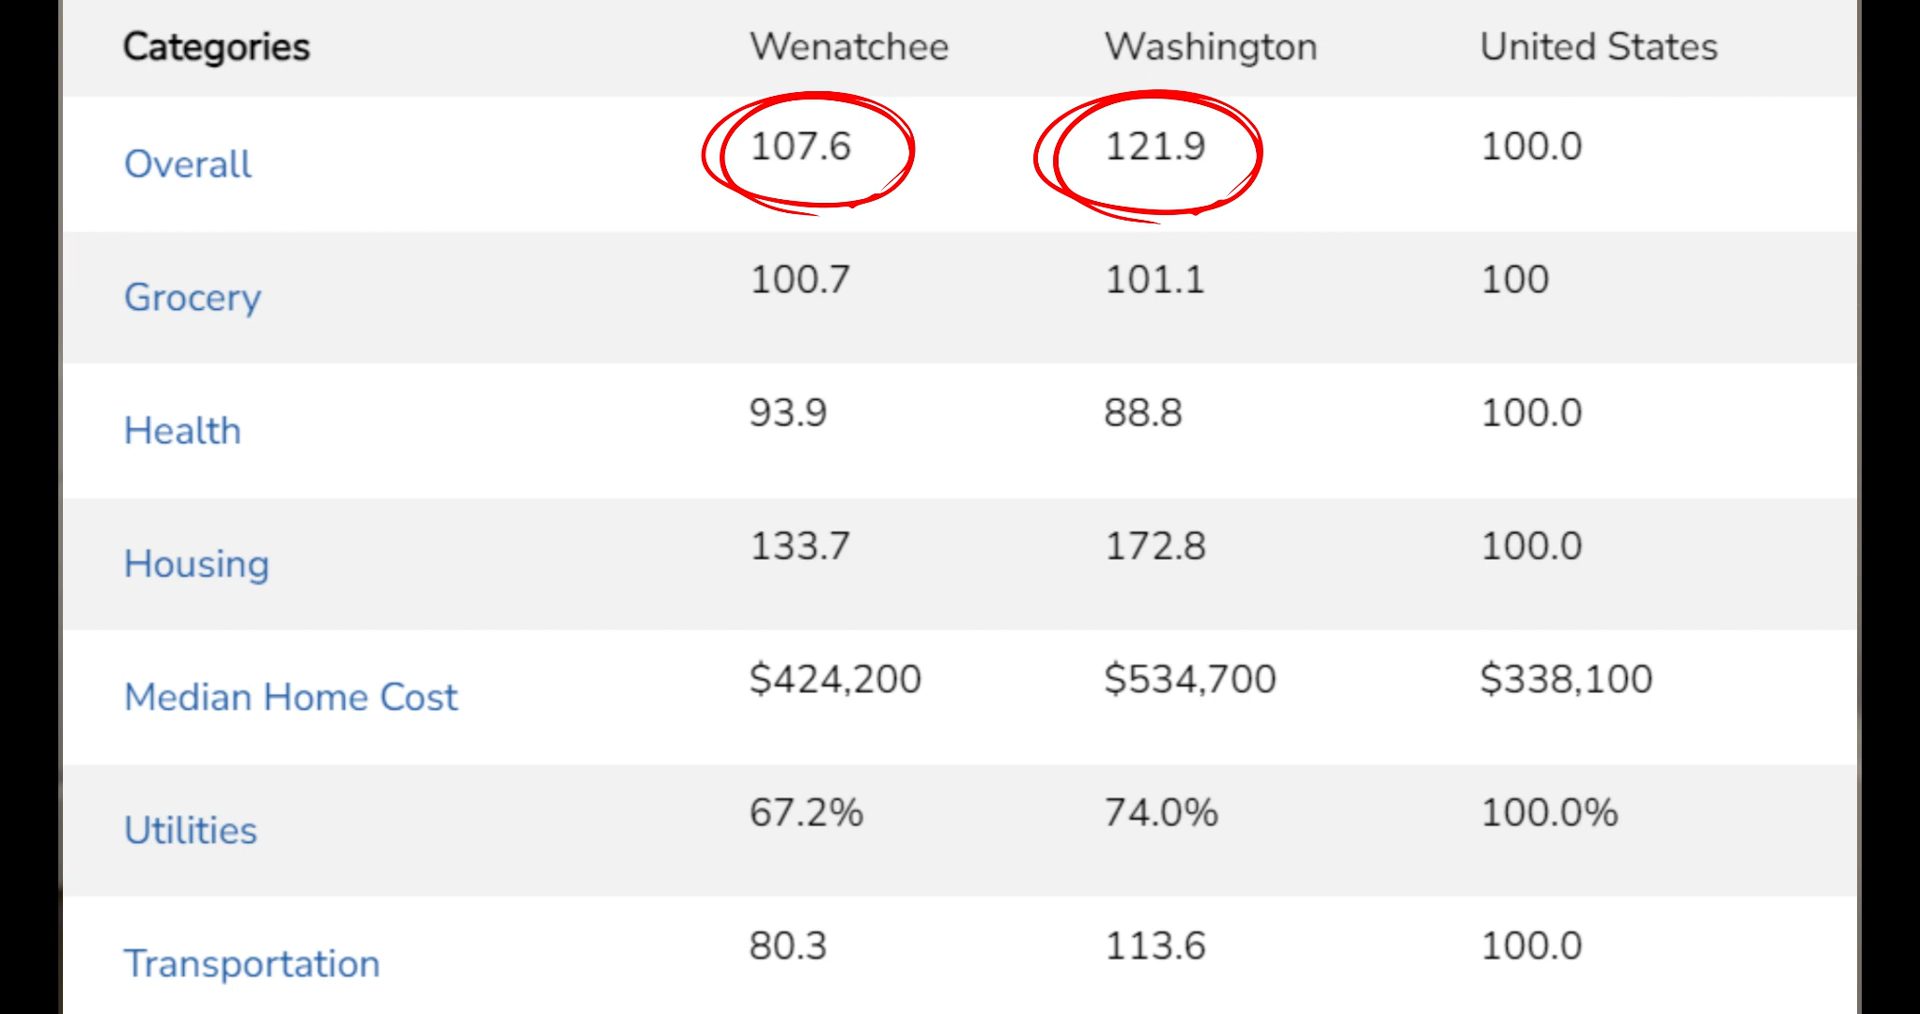 Categories Wenatchee Washington United States
Overall 107.6 121.9 100.0
Grocery 100.7 101.1 100
Health 93.9 88.8 100.0
Housing 133.7 172.8 100.0
Median Home Cost $424,200 $534,700 $338,100
Utilities 67.2% 74.0% 100.0%
Transportation 80.3 113.6 100.0